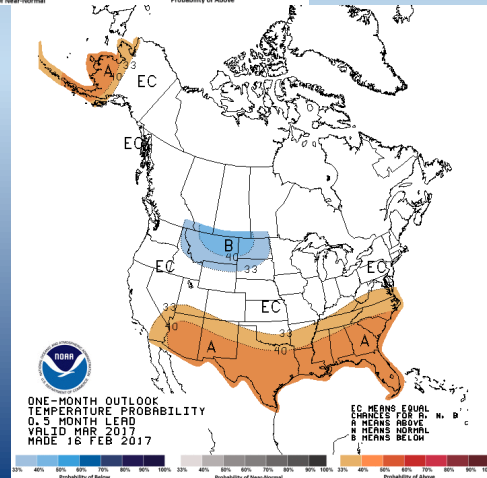 r Near-Normal
Probability of Above
33
A
40
EC
EC
B
40
EC
33
EC
EC
33
33
40
40
A
A
NOAA
ONE-MONTH OUTLOOK
TEMPERATURE PROBABILITY
0.5 MONTH LEAD
VALID MAR 2017
MADE 16 FEB 2017
EC MEANS EQUAL
CHANCES FOR A, N, B
A MEANS ABOVE
N MEANS NORMAL
B MEANS BELOW
33% 40% 50% 60% 70% 80% 90% 100%
Probability of Below
33% 40% 50% 60% 70% 80% 90% 100%
Probability of Near-Normal
33% 40% 50% 60% 70% 80% 90% 100%
Probability of Above